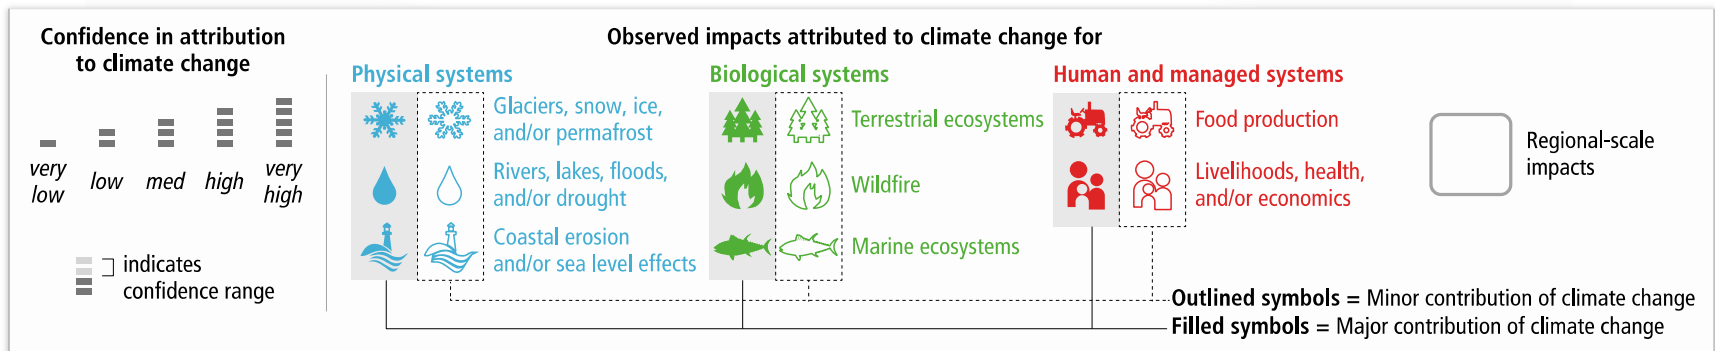 Confidence in attribution
to climate change
very
low
low
med
high
very
high
indicates
confidence range
Observed impacts attributed to climate change for
Physical systems
Glaciers, snow, ice,
and/or permafrost
Rivers, lakes, floods,
and/or drought
Coastal erosion
and/or sea level effects
Biological systems
Terrestrial ecosystems
Wildfire
Marine ecosystems
Human and managed systems
Food production
Livelihoods, health,
and/or economics
Regional-scale
impacts
Outlined symbols = Minor contribution of climate change
Filled symbols = Major contribution of climate change